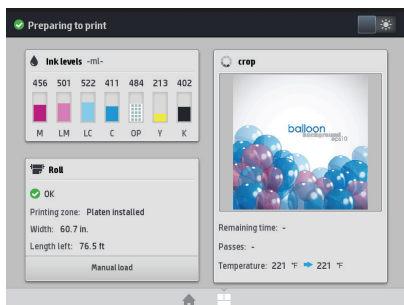 Preparing to print
Ink levels -ml-
456 501 522 411 484 213 402
M LM LC C OP Y K
Roll
OK
Printing zone: Platen installed
Width: 60.7 in.
Length left: 76.5 ft
Manual load
crop
balloon
background
eps10
Remaining time: -
Passes: -
Temperature: 221 °F 221 °F